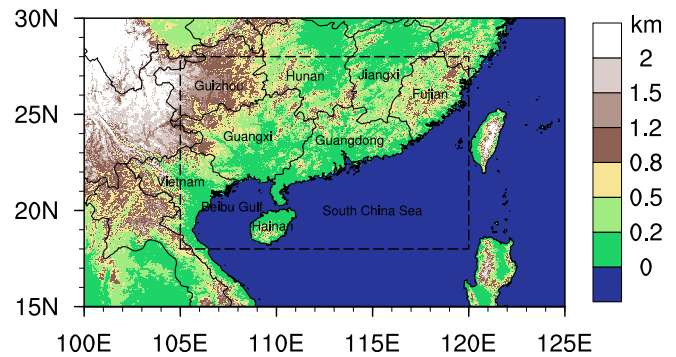 30N
km
2
Guizhou
Hunan
Jiangxi
Fujian
1.5
25N
1.2
Guangxi
Guangdong
0.8
Vietnam
0.5
20N
Beibu Gulf
South China Sea
Hainan
0.2
0
15N
100E
105E
110E
115E
120E
125E